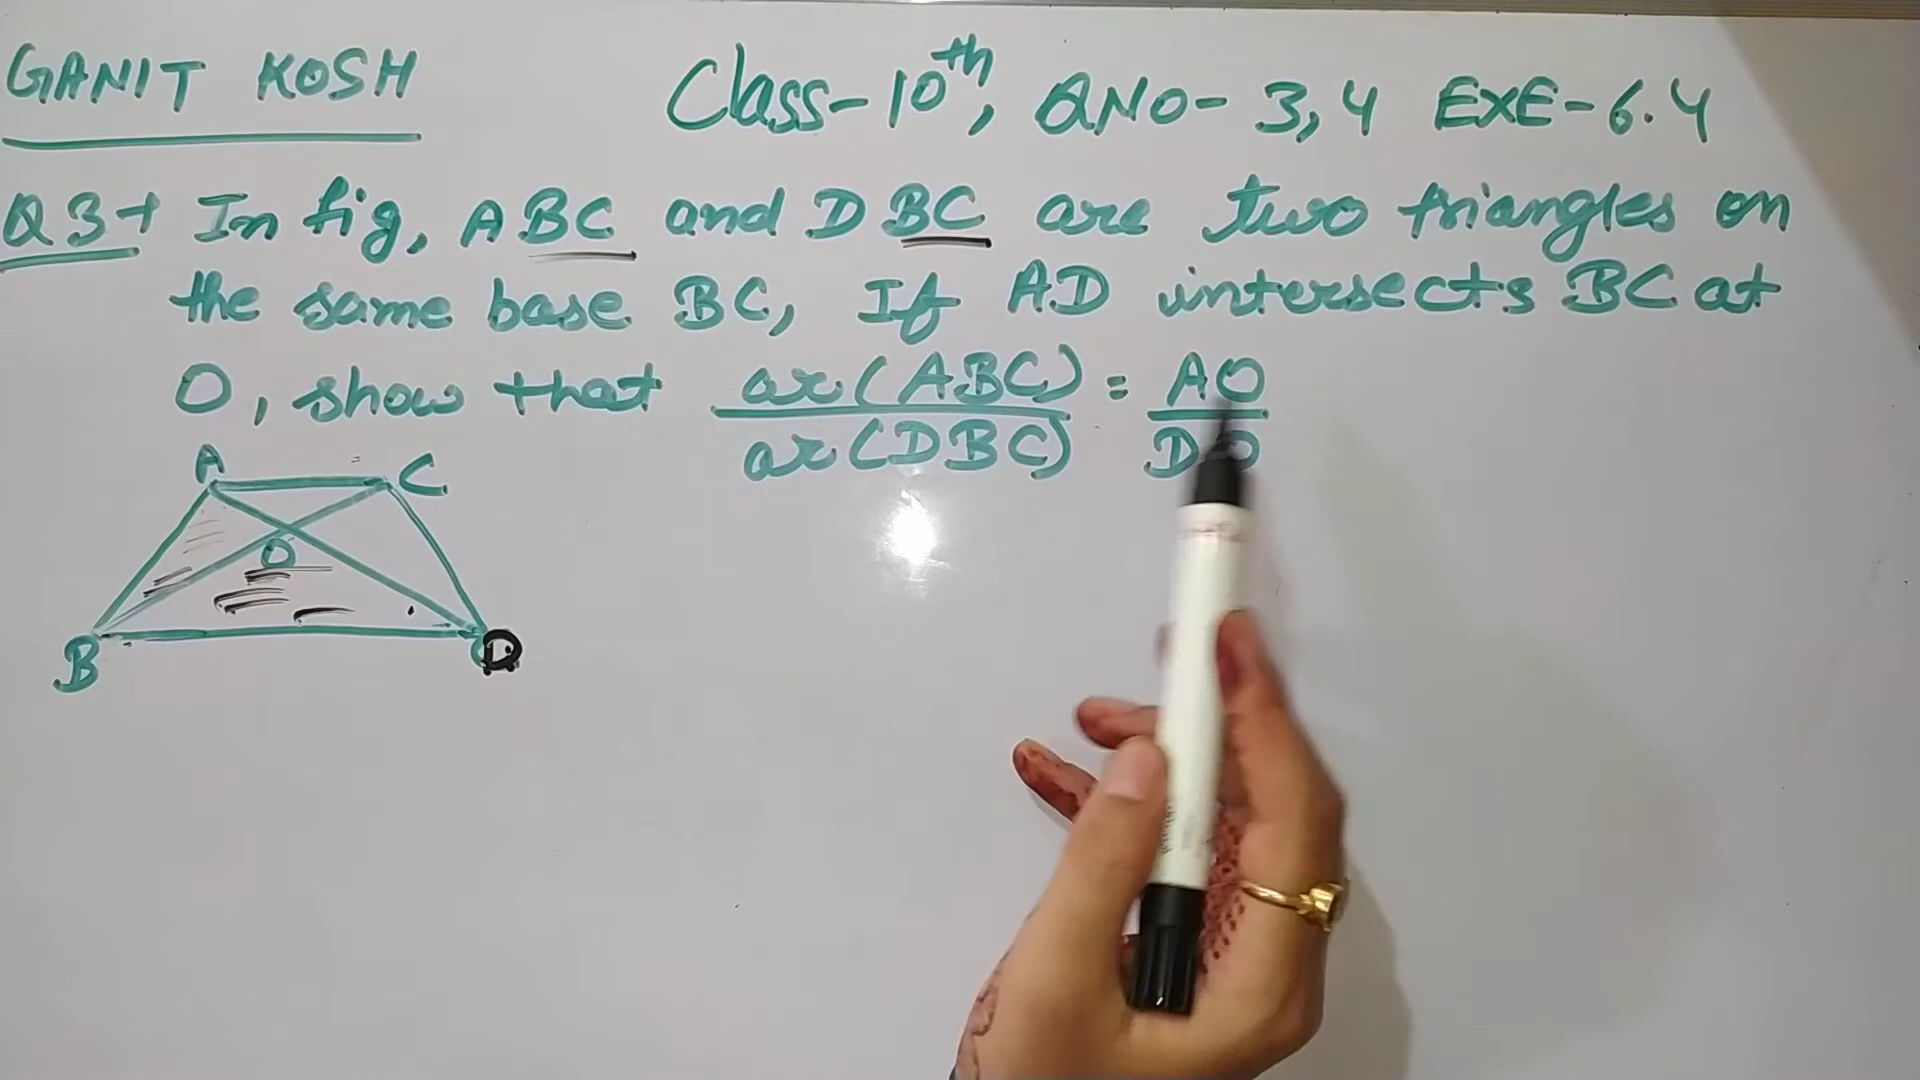 GANIT KOSH
Class-10th, QNO- 3,4 EXE-6.4
Q3→ In fig, ABC and DBC are two triangles on
the same base BC, If AD intersects BC at
O, show that ar(ABC) = AO
ar(DBC) DO
A C
O
B D